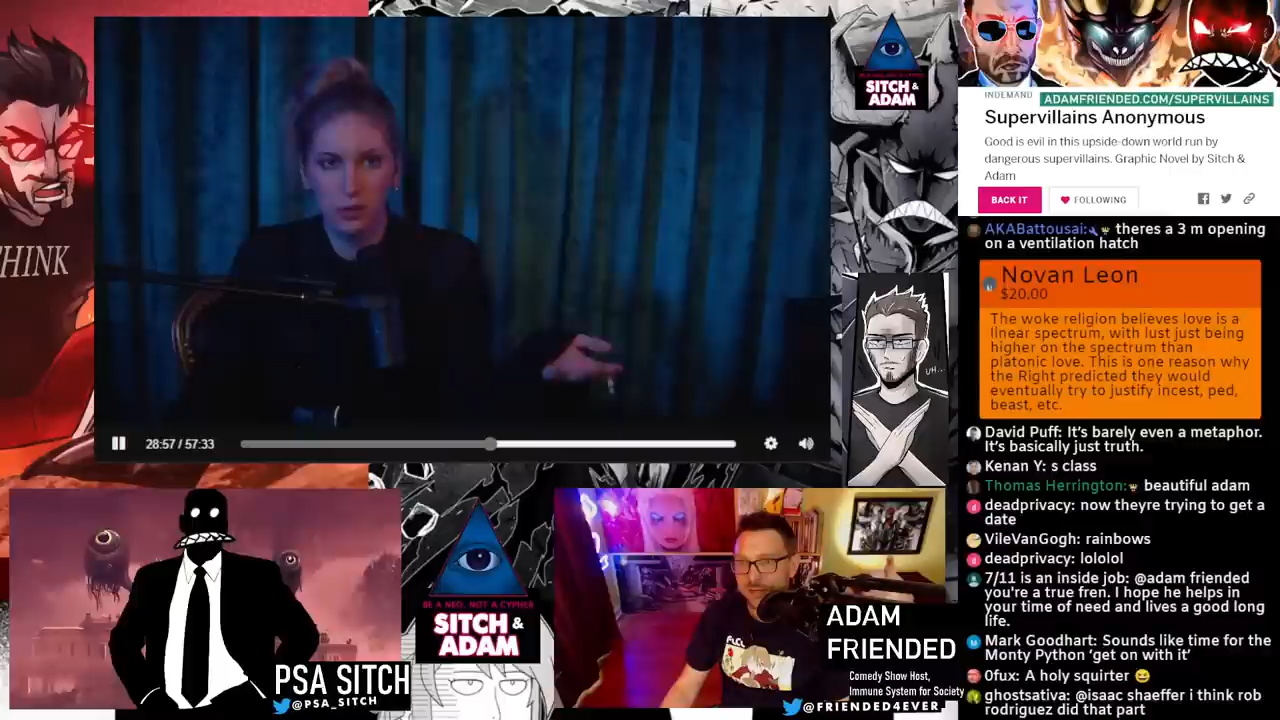 HINK
28:57 / 57:33
SITCH &
ADAM
UH...
PSA SITCH
@PSA_SITCH
BE A NEO, NOT A CYPHER
SITCH &
ADAM
ADAM
FRIENDED
Comedy Show Host,
Immune System for Society
@FRIENDED4EVER
INDEMAND
ADAMFRIENDED.COM/SUPERVILLAINS
Supervillains Anonymous
Good is evil in this upside-down world run by
dangerous supervillains. Graphic Novel by Sitch &
Adam
BACK IT
FOLLOWING
AKABattousai: theres a 3 m opening
on a ventilation hatch
Novan Leon
$20.00
The woke religion believes love is a
linear spectrum, with lust just being
higher on the spectrum than
platonic love. This is one reason why
the Right predicted they would
eventually try to justify incest, ped,
beast, etc.
David Puff: It's barely even a metaphor.
It's basically just truth.
Kenan Y: s class
Thomas Herrington: beautiful adam
deadprivacy: now theyre trying to get a
date
VileVanGogh: rainbows
deadprivacy: lololol
7/11 is an inside job: @adam friended
you're a true fren. I hope he helps in
your time of need and lives a good long
life.
Mark Goodhart: Sounds like time for the
Monty Python 'get on with it'
0fux: A holy squirter 😂
ghostsativa: @isaac shaeffer i think rob
rodriguez did that part